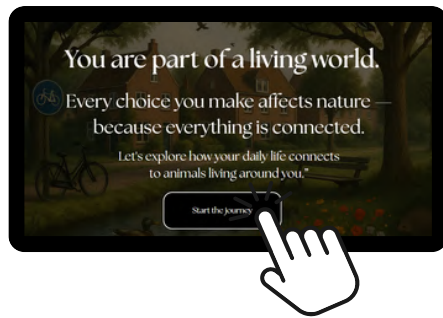 You are part of a living world.
Every choice you make affects nature —
because everything is connected.
Let's explore how your daily life connects
to animals living around you."
Start the journey